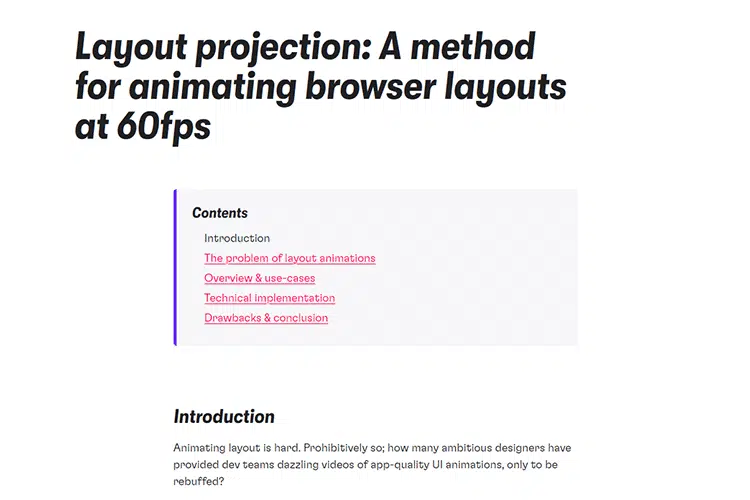 Layout projection: A method
for animating browser layouts
at 60fps
Contents
Introduction
The problem of layout animations
Overview & use-cases
Technical implementation
Drawbacks & conclusion
Introduction
Animating layout is hard. Prohibitively so; how many ambitious designers have
provided dev teams dazzling videos of app-quality UI animations, only to be
rebuffed?